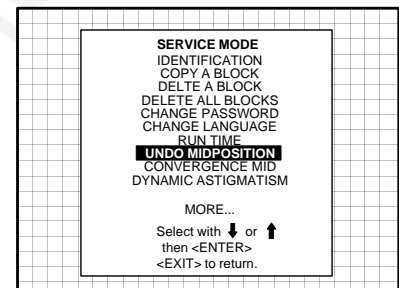 SERVICE MODE
IDENTIFICATION
COPY A BLOCK
DELTE A BLOCK
DELETE ALL BLOCKS
CHANGE PASSWORD
CHANGE LANGUAGE
RUN TIME
UNDO MIDPOSITION
CONVERGENCE MID
DYNAMIC ASTIGMATISM
MORE...
Select with ⬇ or ⬆
then <ENTER>
<EXIT> to return.